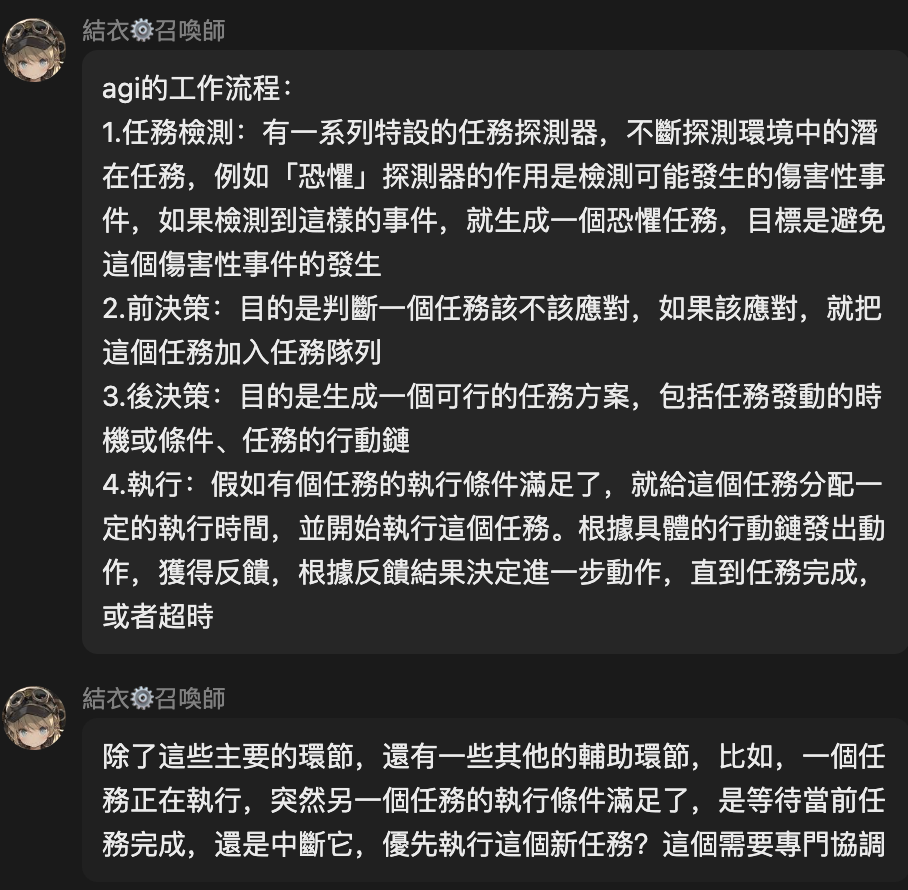 結衣⚙️召喚師
agi的工作流程：
1.任務檢測：有一系列特設的任務探測器，不斷探測環境中的潛
在任務，例如「恐懼」探測器的作用是檢測可能發生的傷害性事
件，如果檢測到這樣的事件，就生成一個恐懼任務，目標是避免
這個傷害性事件的發生
2.前決策：目的是判斷一個任務該不該應對，如果該應對，就把
這個任務加入任務隊列
3.後決策：目的是生成一個可行的任務方案，包括任務發動的時
機或條件、任務的行動鏈
4.執行：假如有個任務的執行條件滿足了，就給這個任務分配一
定的執行時間，並開始執行這個任務。根據具體的行動鏈發出動
作，獲得反饋，根據反饋結果決定進一步動作，直到任務完成，
或者超時
結衣⚙️召喚師
除了這些主要的環節，還有一些其他的輔助環節，比如，一個任
務正在執行，突然另一個任務的執行條件滿足了，是等待當前任
務完成，還是中斷它，優先執行這個新任務？這個需要專門協調